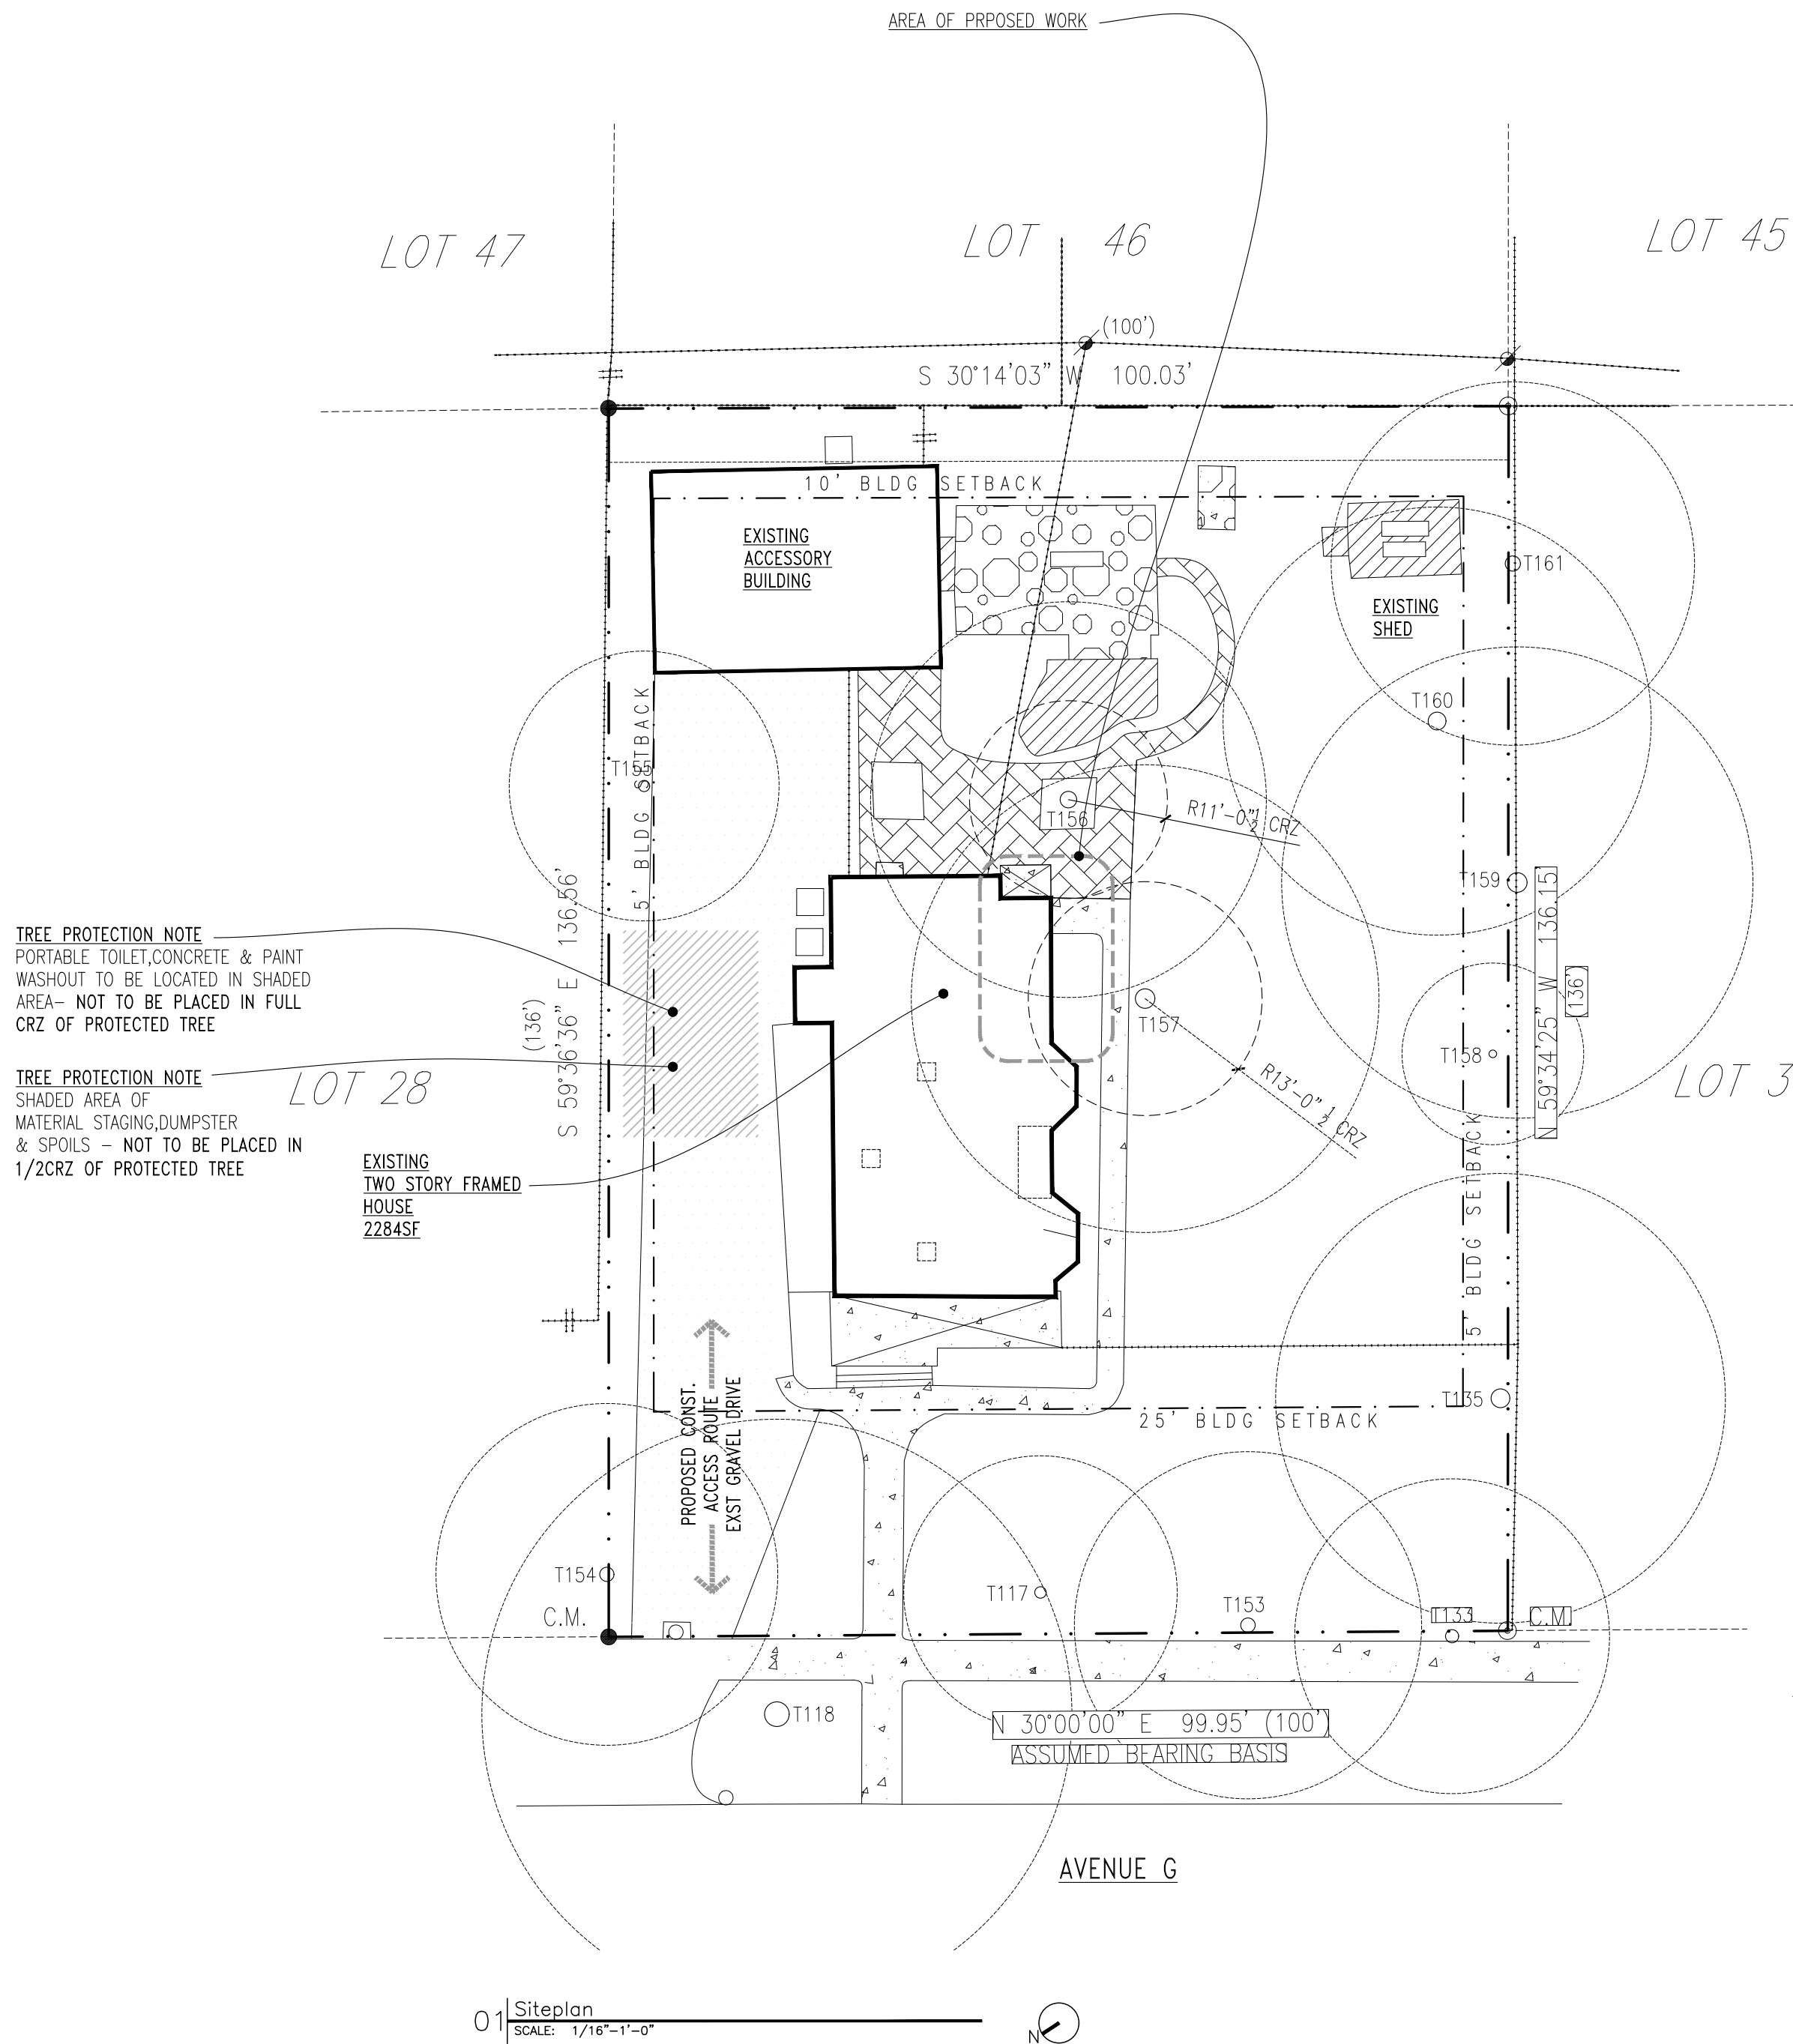 AREA OF PRPOSED WORK
LOT 47
LOT 46
LOT 45
(100')
S 30°14'03" W 100.03'
10' BLDG SETBACK
EXISTING
ACCESSORY
BUILDING
T161
EXISTING
SHED
T160
5' BLDG SETBACK
T155
T156
R11'-0" 1/2 CRZ
T159
N 59°34'25" W 136.15'
(136')
S 59°36'36" E 136.56'
(136')
TREE PROTECTION NOTE
PORTABLE TOILET,CONCRETE & PAINT
WASHOUT TO BE LOCATED IN SHADED
AREA- NOT TO BE PLACED IN FULL
CRZ OF PROTECTED TREE
T157
T158
R13'-0" 1/2 CRZ
TREE PROTECTION NOTE
SHADED AREA OF
MATERIAL STAGING,DUMPSTER
& SPOILS - NOT TO BE PLACED IN
1/2CRZ OF PROTECTED TREE
LOT 28
LOT 3
EXISTING
TWO STORY FRAMED
HOUSE
2284SF
5' BLDG SETBACK
PROPOSED CONST.
ACCESS ROUTE
EXST GRAVEL DRIVE
T135
25' BLDG SETBACK
T154
C.M.
T117
T153
T133
C.M.
T118
N 30°00'00" E 99.95' (100')
ASSUMED BEARING BASIS
AVENUE G
01 Siteplan
SCALE: 1/16"-1'-0"
N